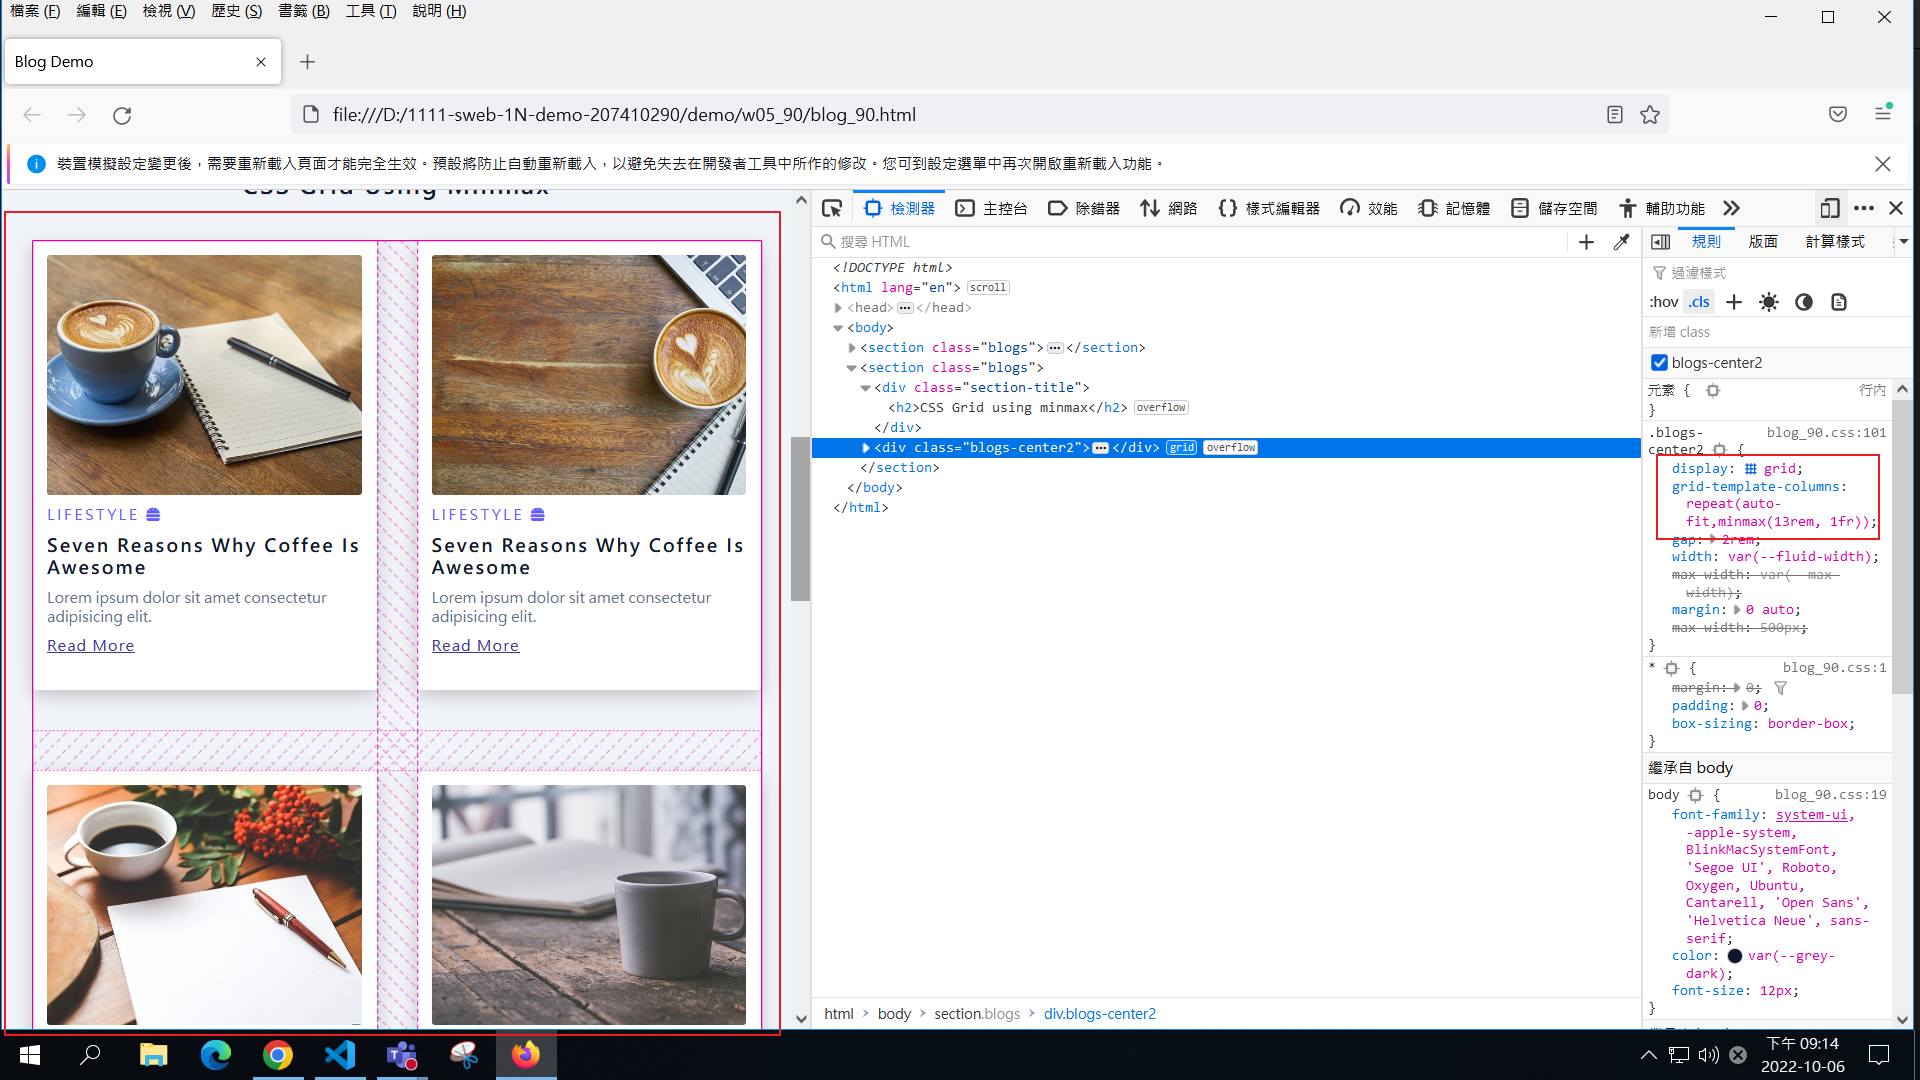 檔案 (F) 編輯 (E) 檢視 (V) 歷史 (S) 書籤 (B) 工具 (T) 說明 (H)
Blog Demo
file:///D:/1111-sweb-1N-demo-207410290/demo/w05_90/blog_90.html
裝置模擬設定變更後，需要重新載入頁面才能完全生效。預設將防止自動重新載入，以避免失去在開發者工具中所作的修改。您可到設定選單中再次開啟重新載入功能。
CSS Grid Using Minmax
LIFESTYLE
Seven Reasons Why Coffee Is
Awesome
Lorem ipsum dolor sit amet consectetur
adipisicing elit.
Read More
LIFESTYLE
Seven Reasons Why Coffee Is
Awesome
Lorem ipsum dolor sit amet consectetur
adipisicing elit.
Read More
檢測器 主控台 除錯器 網路 樣式編輯器 效能 記憶體 儲存空間 輔助功能
搜尋 HTML
<!DOCTYPE html>
<html lang="en"> scroll
<head> ••• </head>
<body>
<section class="blogs"> ••• </section>
<section class="blogs">
<div class="section-title">
<h2>CSS Grid using minmax</h2> overflow
</div>
<div class="blogs-center2"> ••• </div> grid overflow
</section>
</body>
</html>
html > body > section.blogs > div.blogs-center2
規則 版面 計算樣式
過濾樣式
:hov .cls
新增 class
blogs-center2
元素 { 行內
}
.blogs- blog_90.css:101
center2 {
display: grid;
grid-template-columns:
repeat(auto-
fit,minmax(13rem, 1fr));
gap: 2rem;
width: var(--fluid-width);
max-width: var(--max-
width);
margin: 0 auto;
max-width: 500px;
}
* { blog_90.css:1
margin: 0;
padding: 0;
box-sizing: border-box;
}
繼承自 body
body { blog_90.css:19
font-family: system-ui,
-apple-system,
BlinkMacSystemFont,
'Segoe UI', Roboto,
Oxygen, Ubuntu,
Cantarell, 'Open Sans',
'Helvetica Neue', sans-
serif;
color: var(--grey-
dark);
font-size: 12px;
}
下午 09:14
2022-10-06